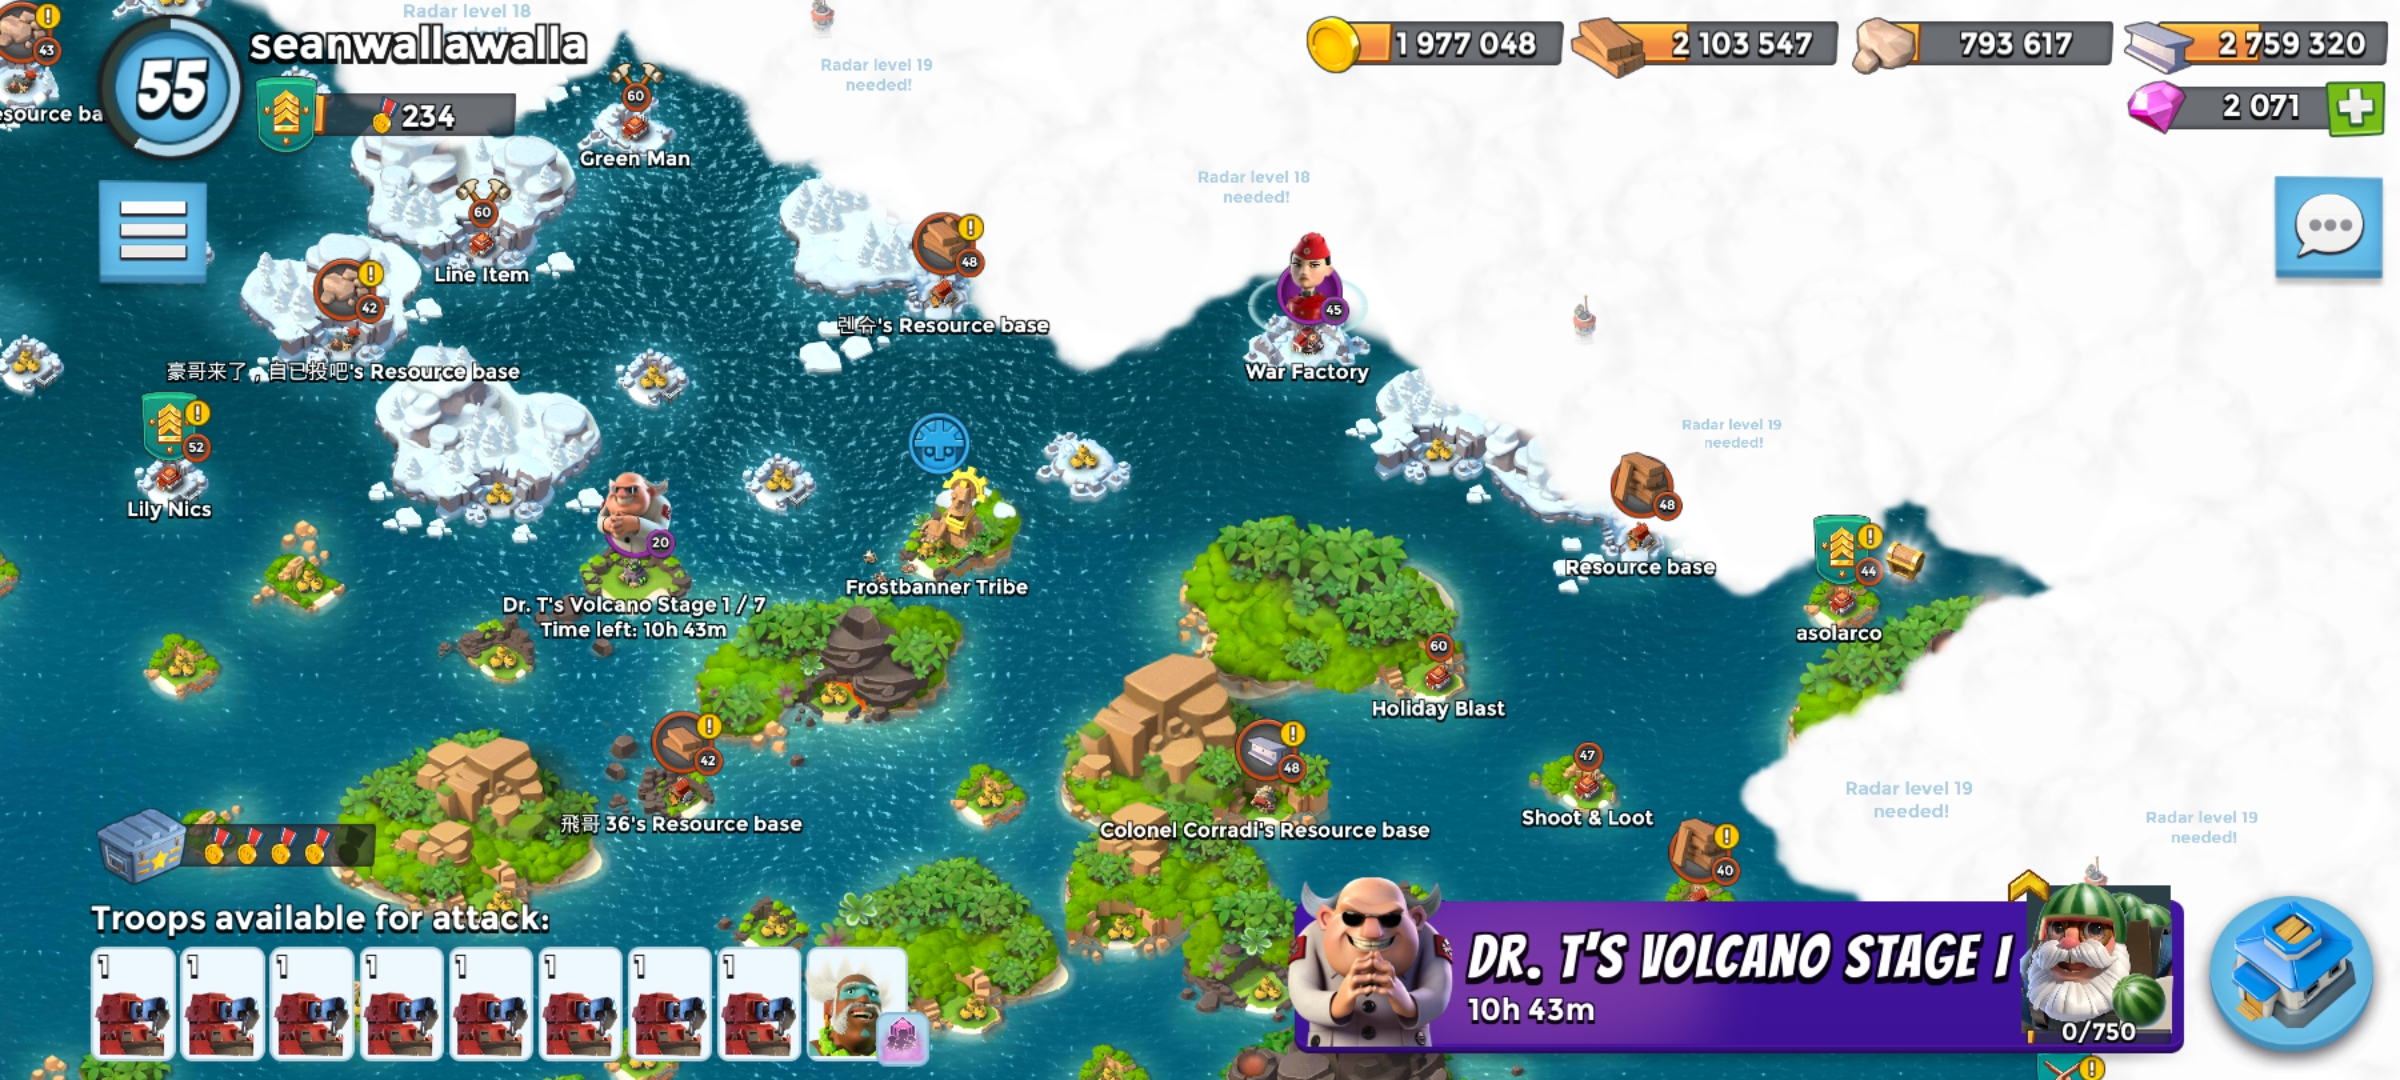 Radar level 18
seanwallawalla
55
234
1 977 048
2 103 547
793 617
2 759 320
2 071
43
Radar level 19
needed!
60
Green Man
Radar level 18
needed!
60
Line Item
48
렌슈's Resource base
42
豪哥来了，自已投吧's Resource base
45
War Factory
52
Lily Nics
Radar level 19
needed!
48
Resource base
20
Dr. T's Volcano Stage 1 / 7
Time left: 10h 43m
Frostbanner Tribe
44
asolarco
60
Holiday Blast
42
飛哥 36's Resource base
48
Colonel Corradi's Resource base
47
Shoot & Loot
Radar level 19
needed!
Radar level 19
needed!
40
Troops available for attack:
1 1 1 1 1 1 1 1
DR. T'S VOLCANO STAGE I
10h 43m
0/750